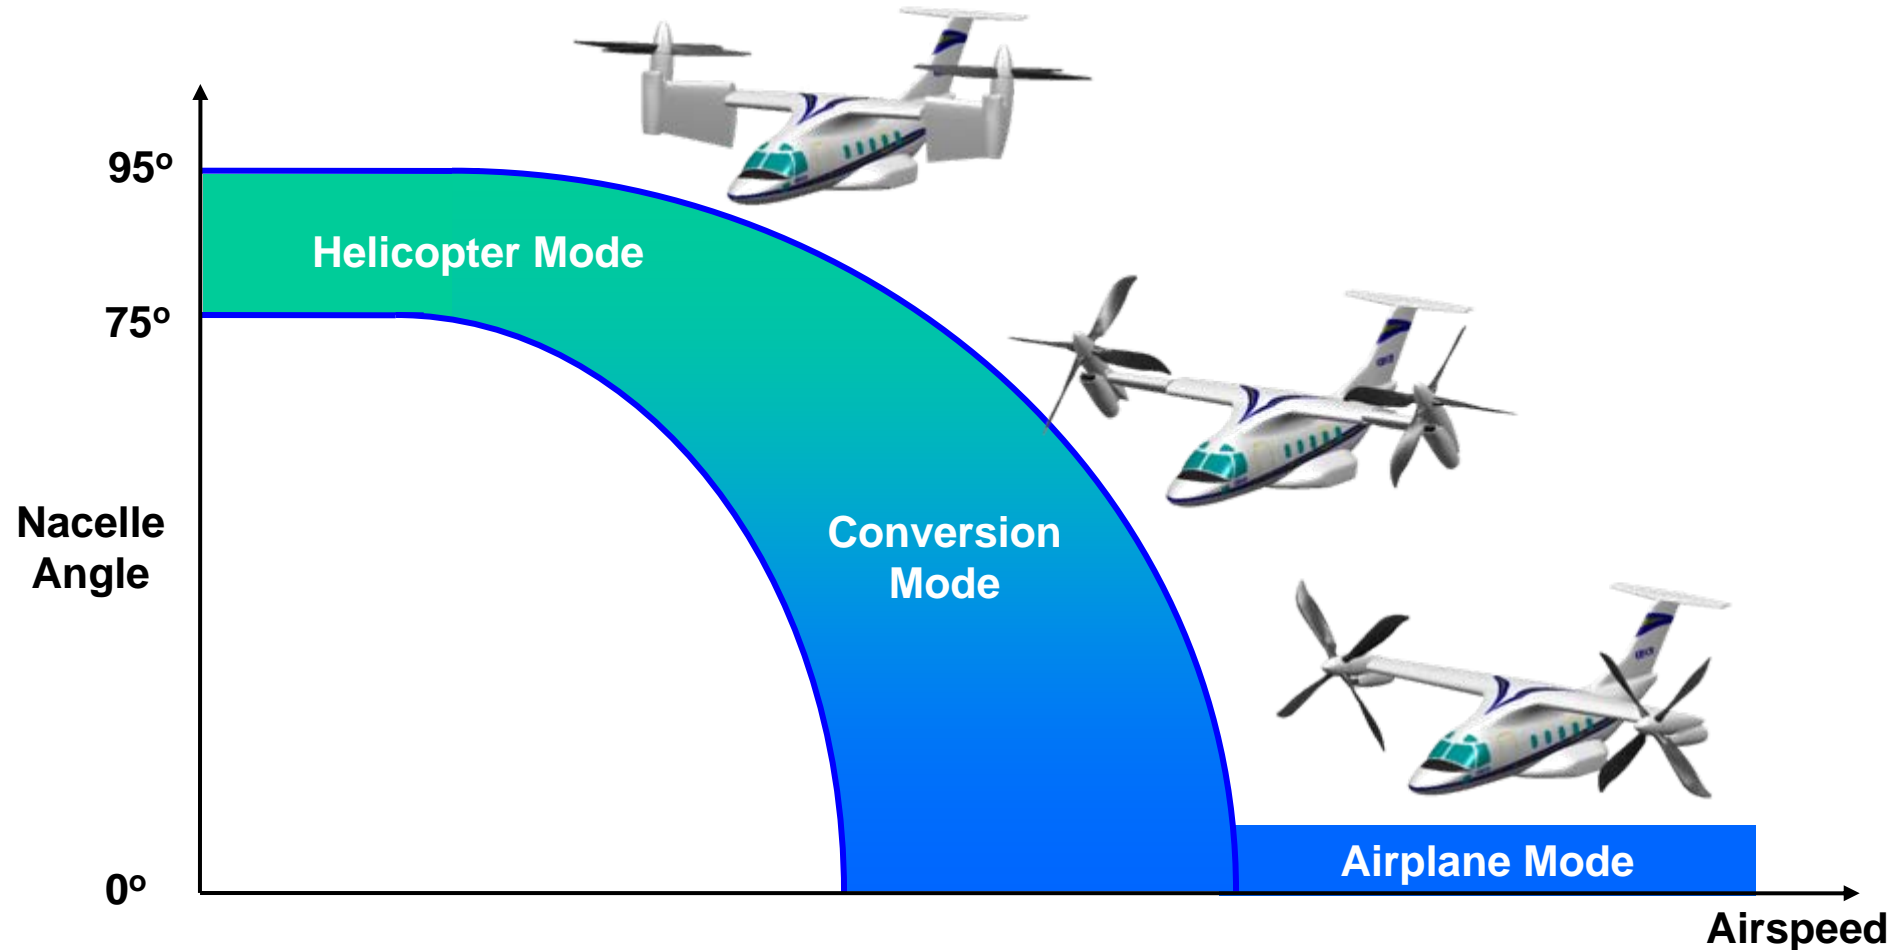 95º
Helicopter Mode
75º
Nacelle
Angle
Conversion
Mode
Airplane Mode
0º
Airspeed